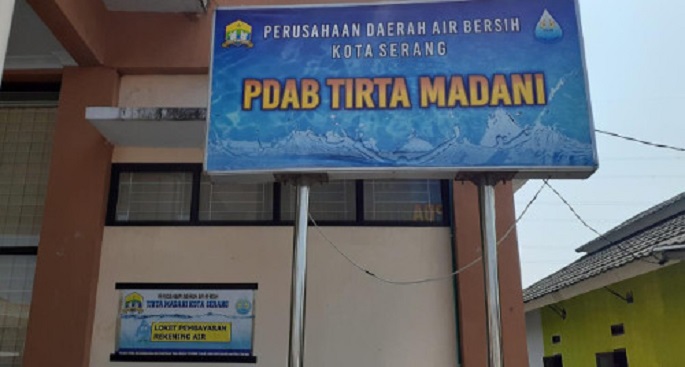 PERUSAHAAN DAERAH AIR BERSIH
KOTA SERANG
PDAB TIRTA MADANI
TIRTA MADANI KOTA SERANG
LOKET PEMBAYARAN
REKENING AIR